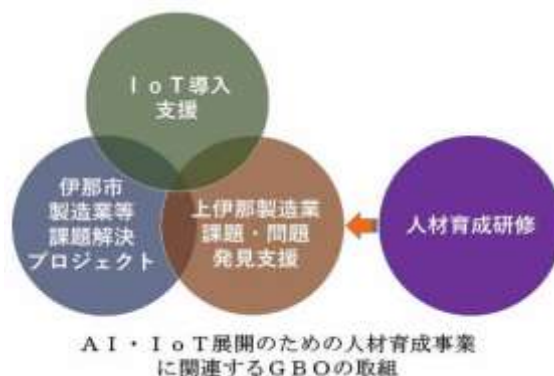 ＩｏＴ導入
支援
伊那市
製造業等
課題解決
プロジェクト
上伊那製造業
課題・問題
発見支援
人材育成研修
ＡＩ・ＩｏＴ展開のための人材育成事業
に関連するＧＢＯの取組